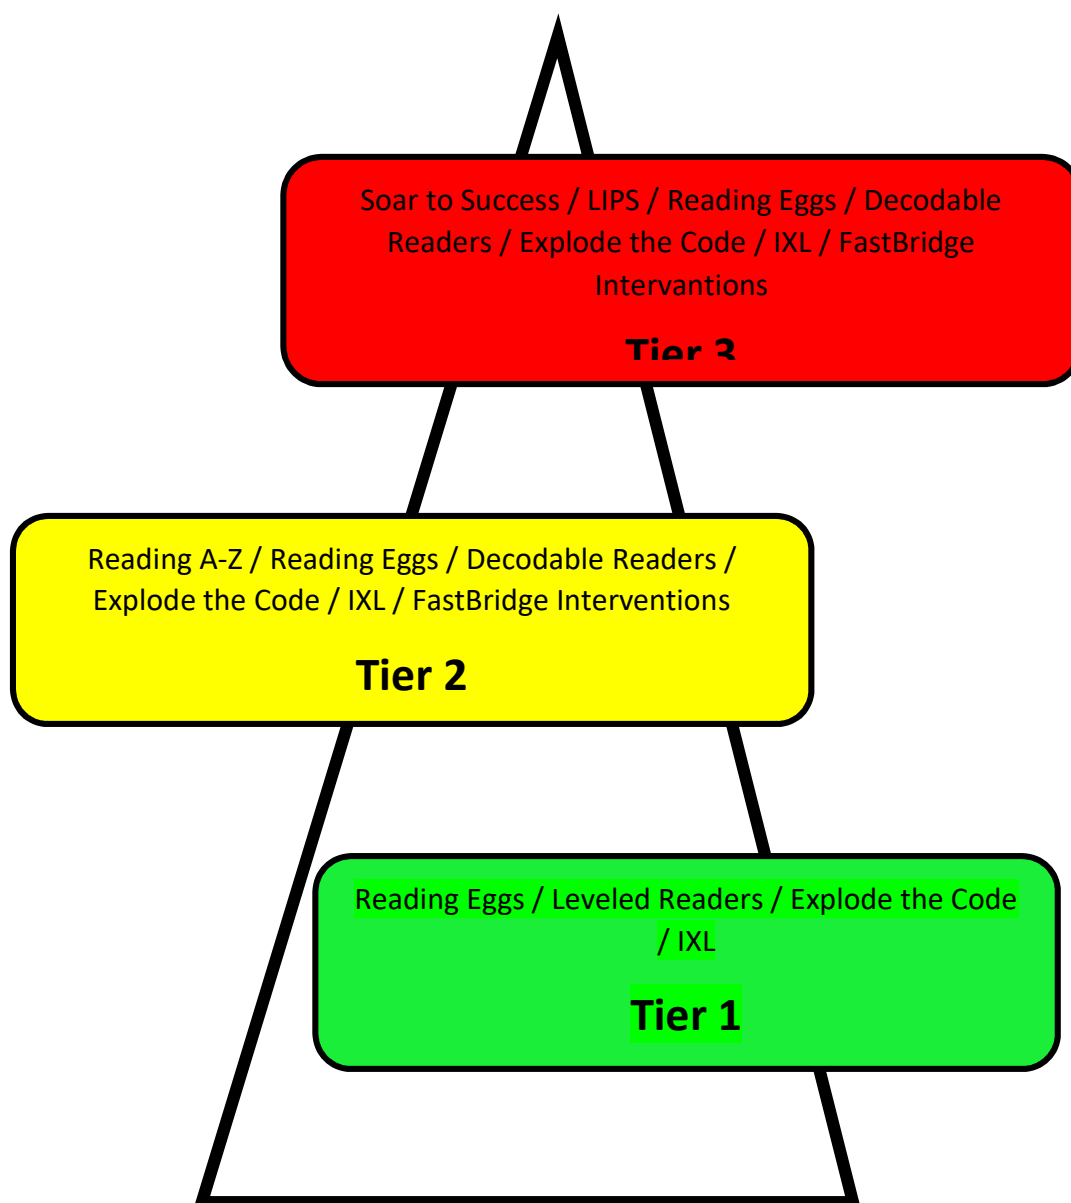 Soar to Success / LIPS / Reading Eggs / Decodable
Readers / Explode the Code / IXL / FastBridge
Intervantions
Tier 3
Reading A-Z / Reading Eggs / Decodable Readers /
Explode the Code / IXL / FastBridge Interventions
Tier 2
Reading Eggs / Leveled Readers / Explode the Code
/ IXL
Tier 1